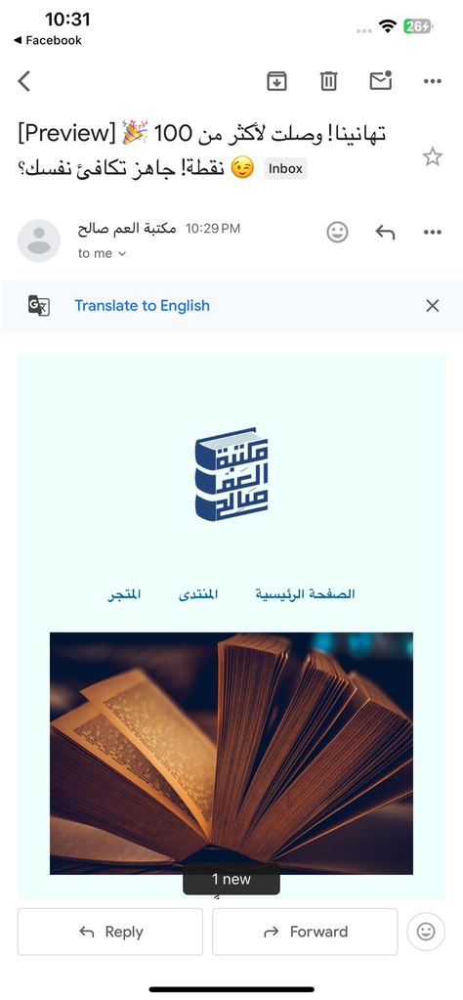 10:31
26
◀ Facebook
[Preview] 🎉 تهانينا! وصلت لأكثر من 100
نقطة! جاهز تكافئ نفسك؟ 😉 Inbox
مكتبة العم صالح 10:29 PM
to me
Translate to English
مكتبة
العم
صالح
الصفحة الرئيسية المنتدى المتجر
1 new
Reply Forward